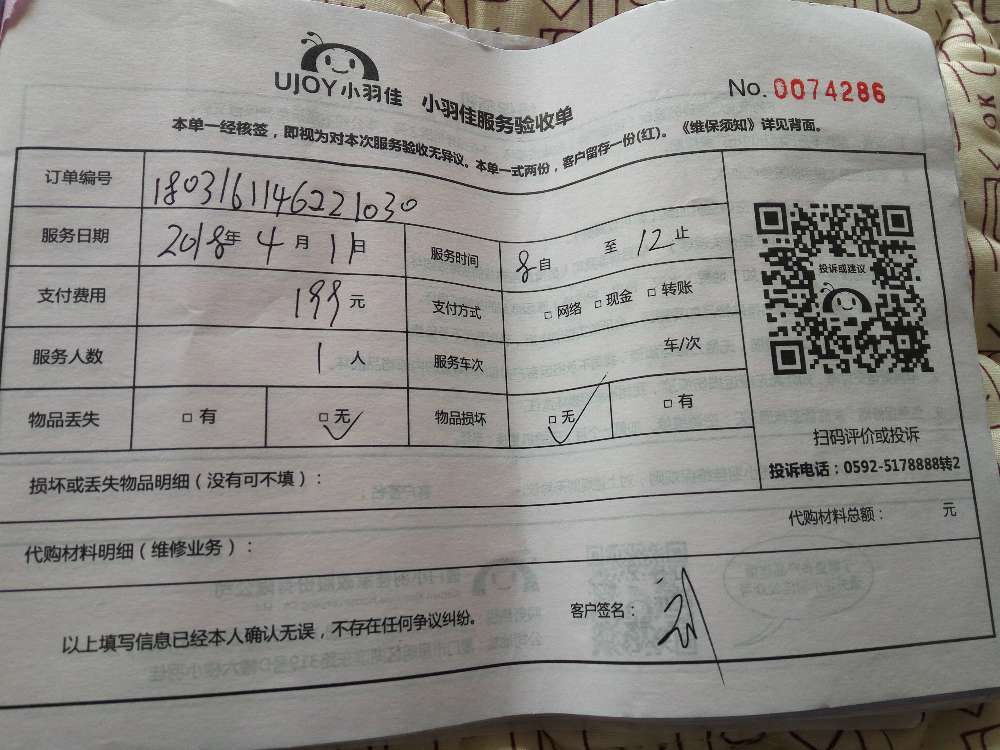 UJOY小羽佳 小羽佳服务验收单 No. 0074286
本单一经核签，即视为对本次服务验收无异议。本单一式两份，客户留存一份(红)。《维保须知》详见背面。
订单编号 1803161146221030
服务日期 2018年 4 月 11日 服务时间 8自 至 12止
支付费用 199元 支付方式 □ 网络 □ 现金 □ 转账
服务人数 1 人 服务车次 车/次
投诉或建议
物品丢失 □ 有 □ 无 ✓ 物品损坏 □ 无 ✓ □ 有
扫码评价或投诉
投诉电话：0592-5178888转2
损坏或丢失物品明细（没有可不填）：
代购材料明细（维修业务）： 代购材料总额： 元
以上填写信息已经本人确认无误，不存在任何争议纠纷。 客户签名：